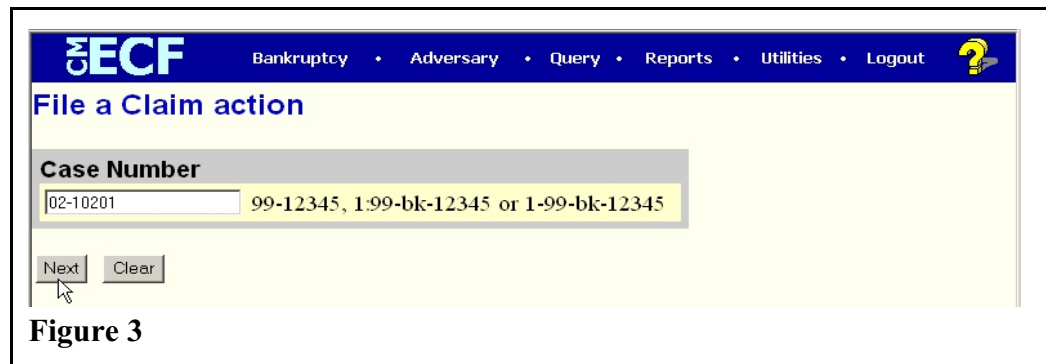 CM ECF Bankruptcy • Adversary • Query • Reports • Utilities • Logout ?
File a Claim action
Case Number
02-10201 99-12345, 1:99-bk-12345 or 1-99-bk-12345
Next Clear
Figure 3